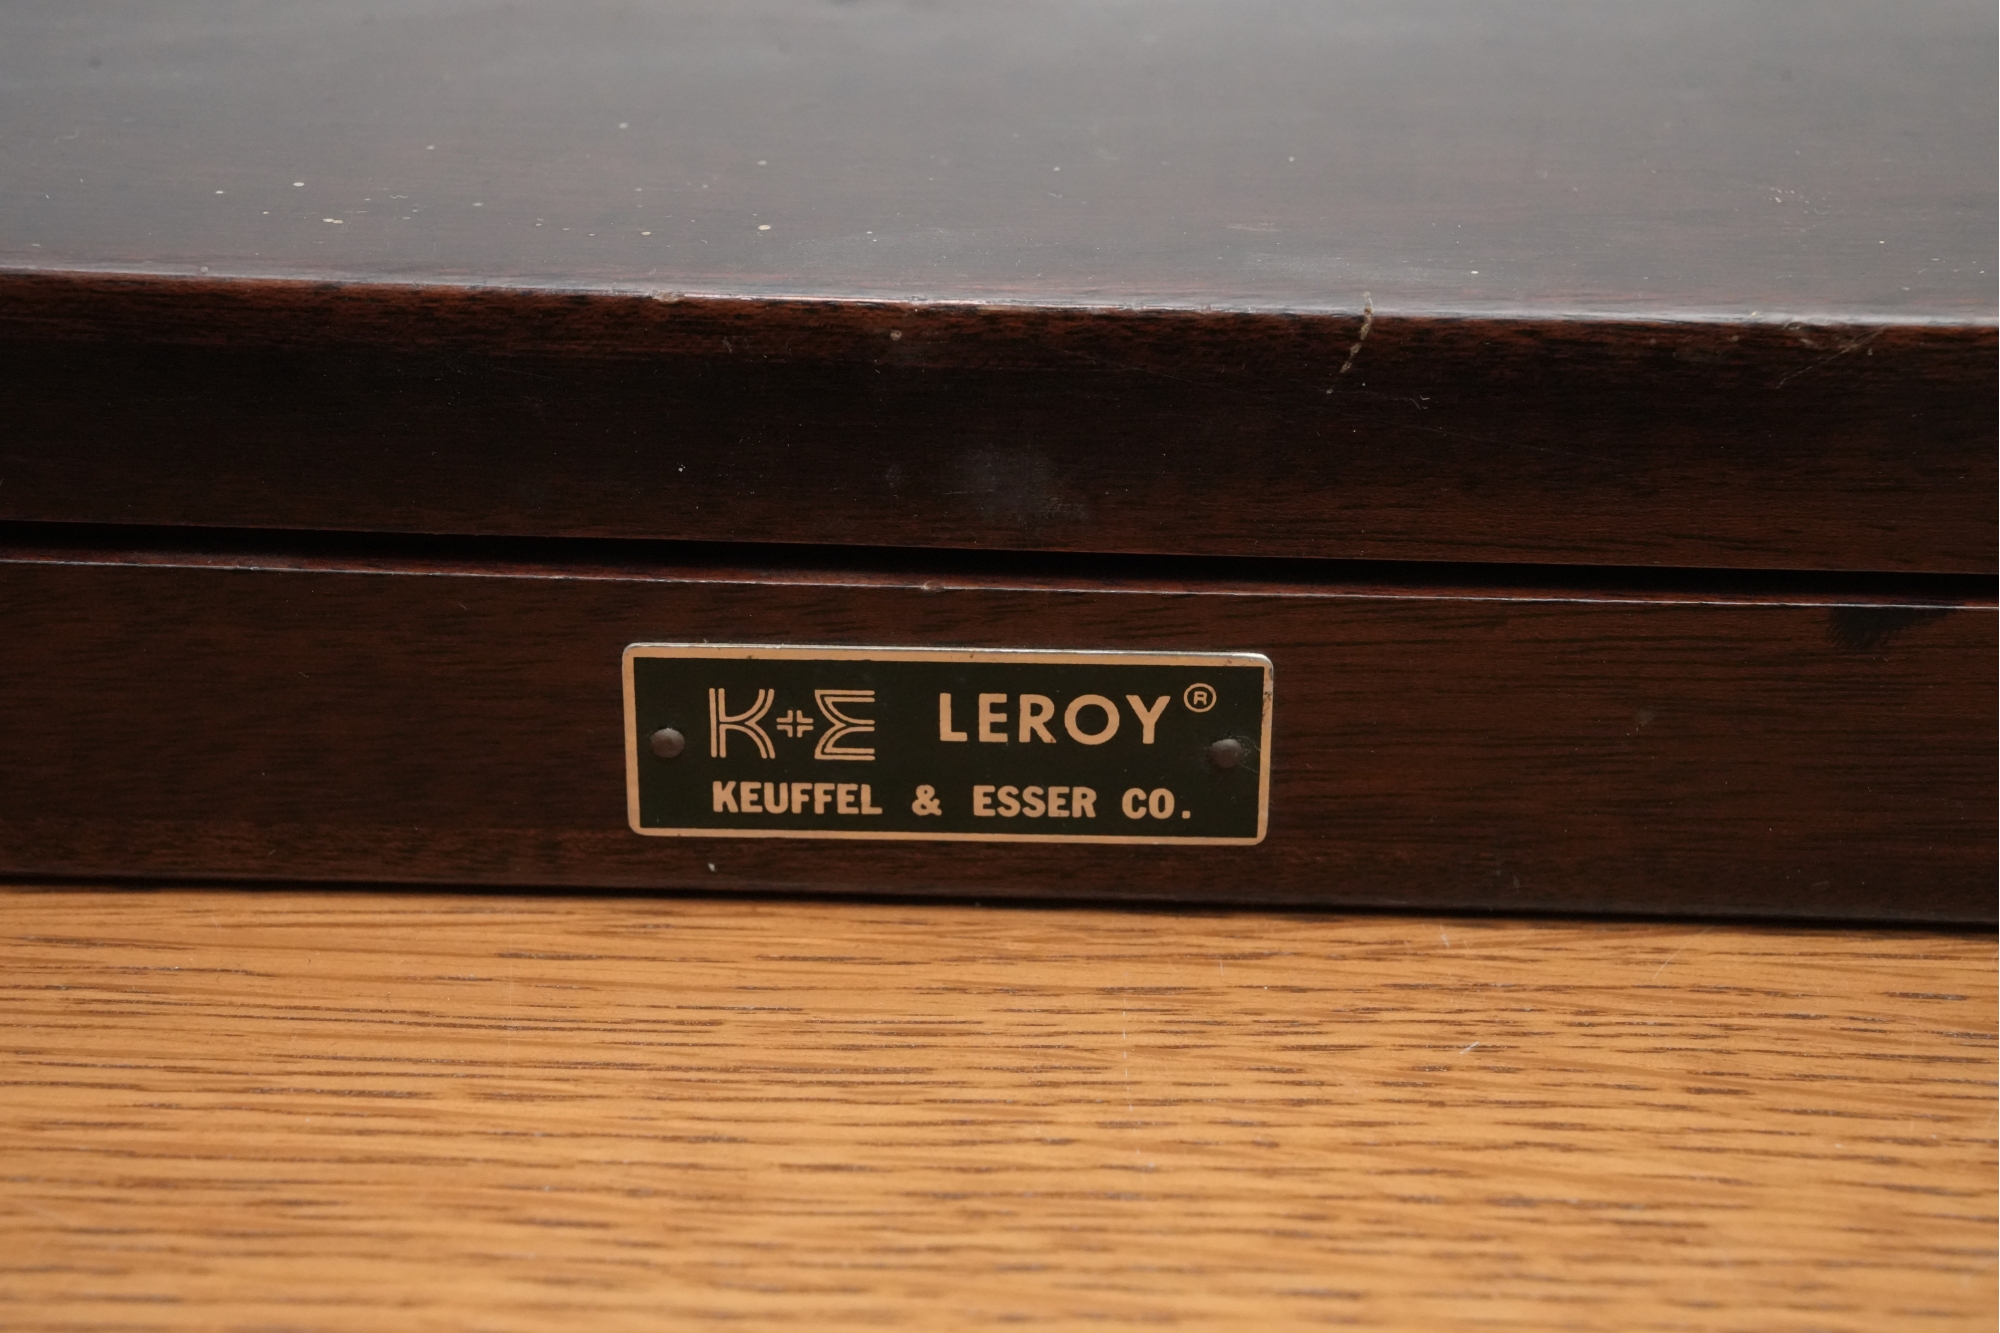 K+E LEROY®
KEUFFEL & ESSER CO.